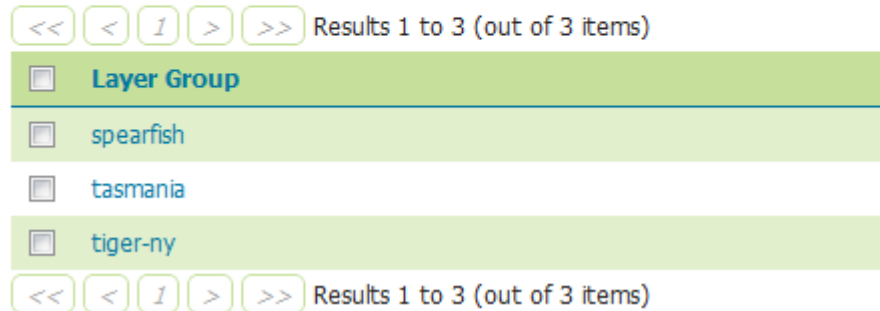 << < 1 > >> Results 1 to 3 (out of 3 items)
Layer Group
spearfish
tasmania
tiger-ny
<< < 1 > >> Results 1 to 3 (out of 3 items)